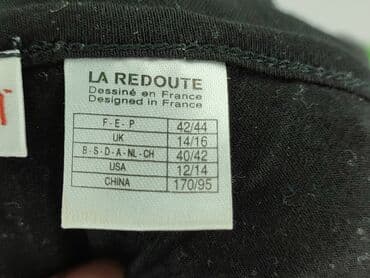 LA REDOUTE
Dessiné en France
Designed in France
F - E - P 42/44
UK 14/16
B - S - D - A - NL - CH 40/42
USA 12/14
CHINA 170/95